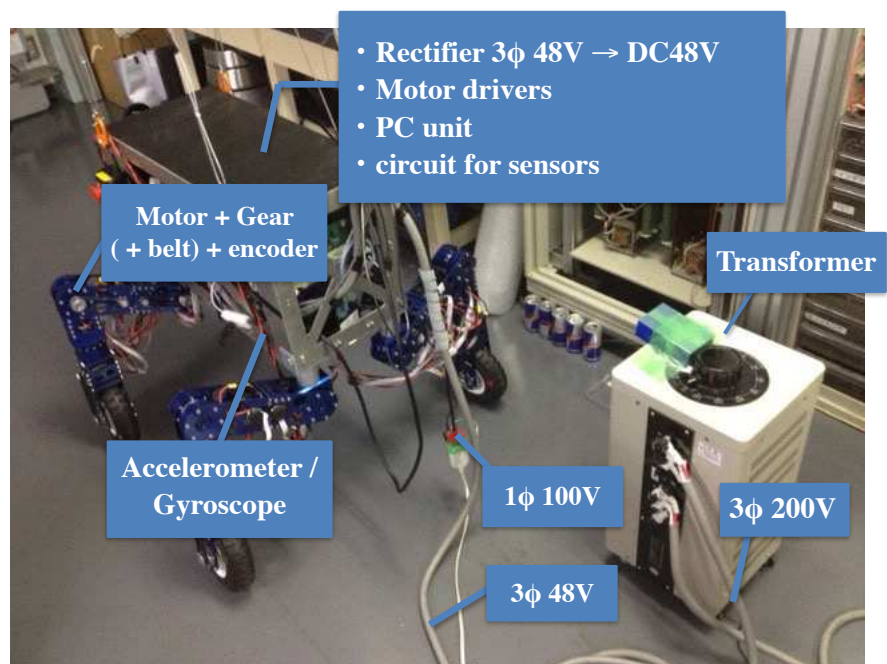 ・Rectifier 3ϕ 48V → DC48V
・Motor drivers
・PC unit
・circuit for sensors
Motor + Gear
( + belt) + encoder
Transformer
Accelerometer /
Gyroscope
1ϕ 100V
3ϕ 200V
3ϕ 48V